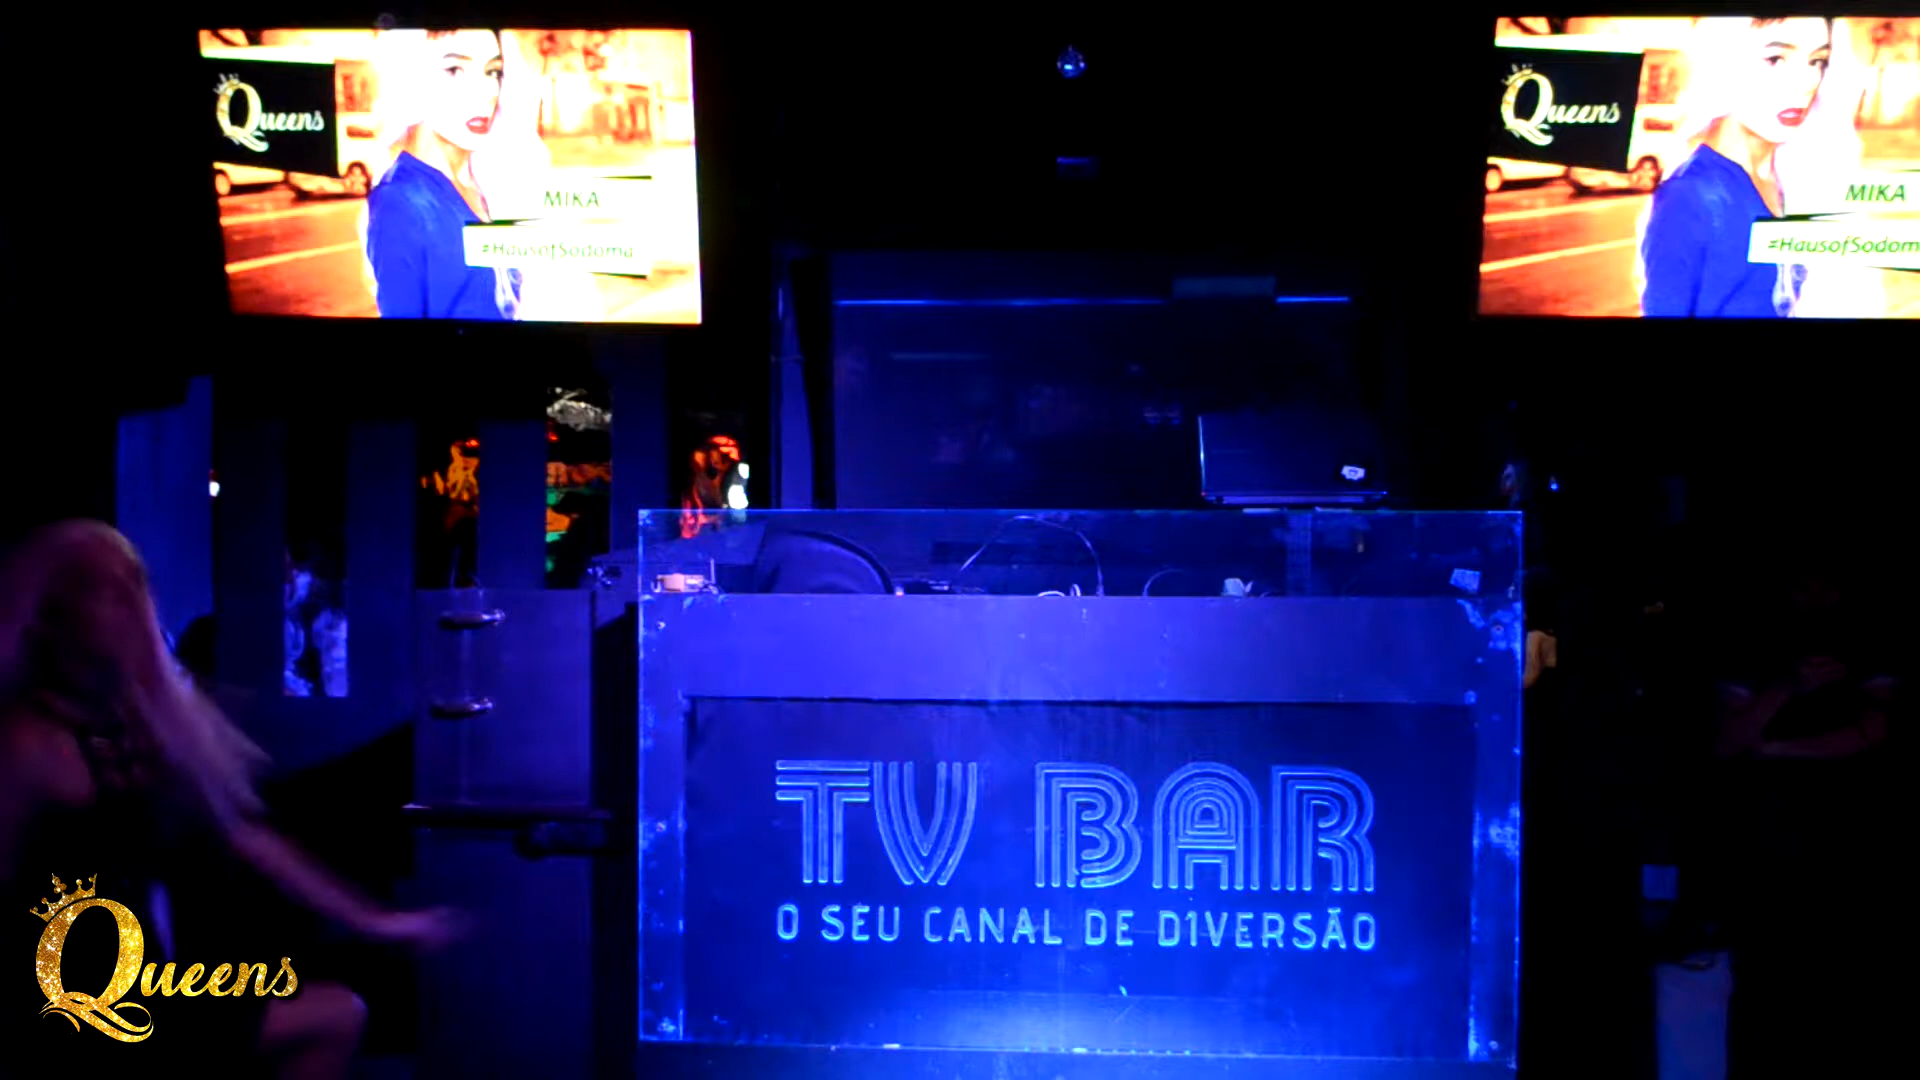 Queens
MIKA
#HausofSodoma
Queens
MIKA
#HausofSodom
TV BAR
O SEU CANAL DE D1VERSÃO
Queens